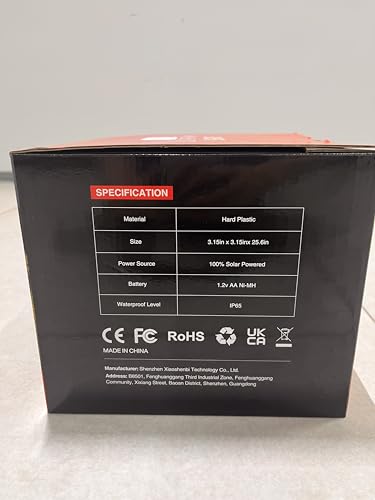 SPECIFICATION
Material Hard Plastic
Size 3.15in x 3.15inx 25.6in
Power Source 100% Solar Powered
Battery 1.2v AA Ni-MH
Waterproof Level IP65
CE FC RoHS UK CA
MADE IN CHINA
Manufacturer: Shenzhen Xiaoshenbi Technology Co., Ltd.
Address: B6501, Fenghuanggang Third Industrial Zone, Fenghuanggang
Community, Xixiang Street, Baoan District, Shenzhen, Guangdong